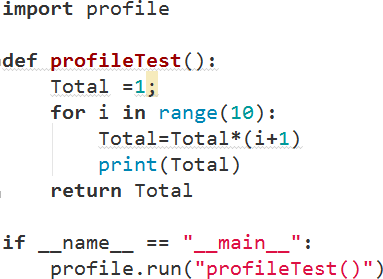 import profile
def profileTest():
    Total =1;
    for i in range(10):
        Total=Total*(i+1)
        print(Total)
    return Total
if __name__ == "__main__":
    profile.run("profileTest()")